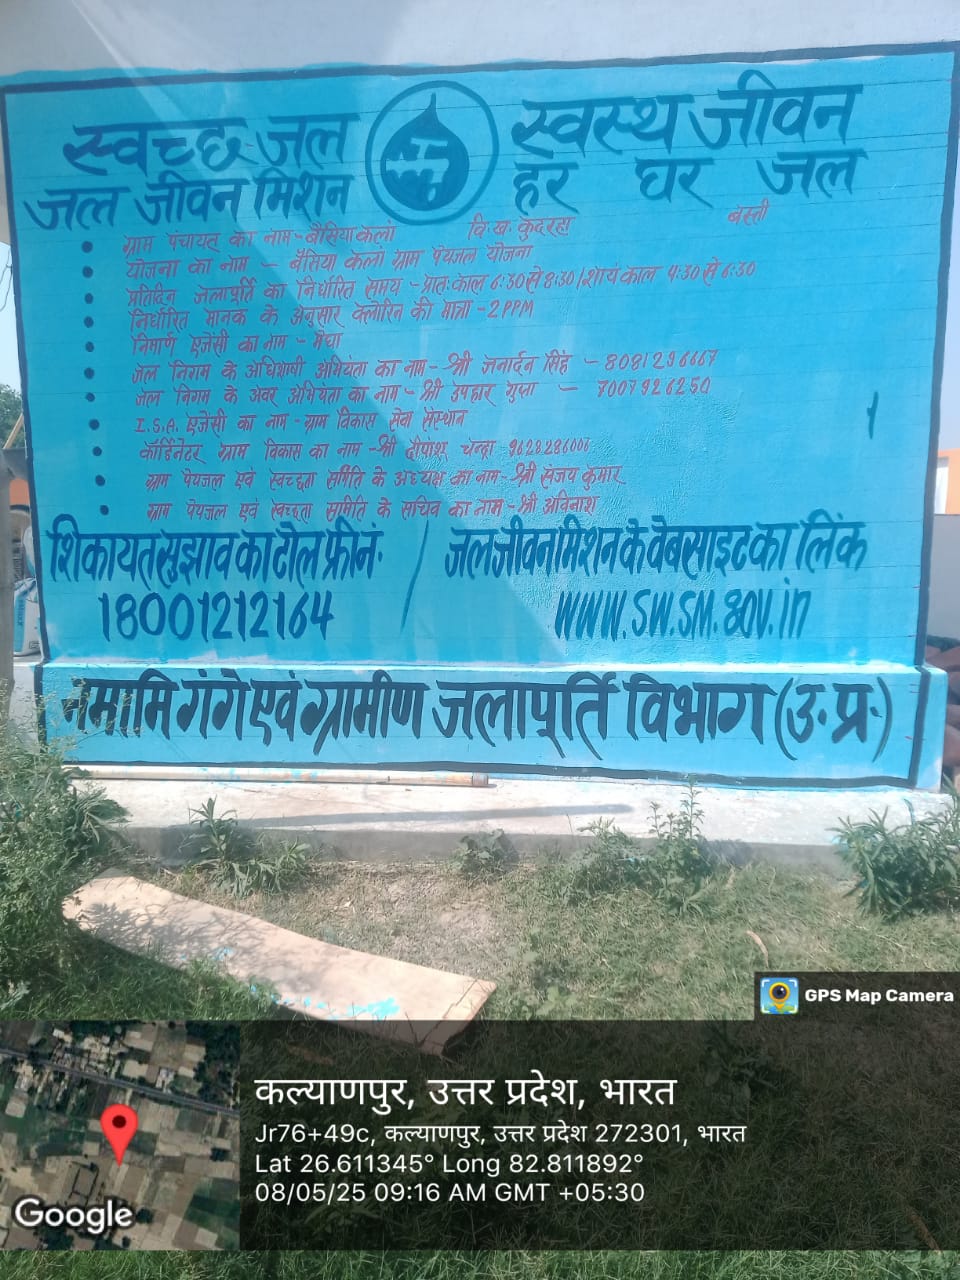 स्वच्छ जल स्वस्थ जीवन
जल जीवन मिशन हर घर जल
ग्राम पंचायत का नाम - बैसिया कलां वि. ख. कुदरहा बस्ती
योजना का नाम - बैसिया कलां ग्राम पेयजल योजना
प्रतिदिन जलापूर्ति का निर्धारित समय - प्रातः काल 6:30 से 8:30 / शायं काल 4:30 से 6:30
निर्धारित मानक के अनुसार क्लोरिन की मात्रा - 2 PPM
निर्माण एजेंसी का नाम - मेघा
जल निगम के अधिशाषी अभियंता का नाम - श्री जनार्दन सिंह - 8081296667
जल निगम के अवर अभियंता का नाम - श्री उपहार गुप्ता - 7007926250
I.S.A. एजेंसी का नाम - ग्राम विकास सेवा संस्थान
कॉर्डिनेटर ग्राम विकास का नाम - श्री दीपांशु चन्द्रा
ग्राम पेयजल एवं स्वच्छता समिति के अध्यक्ष का नाम - श्री संजय कुमार
ग्राम पेयजल एवं स्वच्छता समिति के सचिव का नाम - श्री अविनाश
शिकायत सुझाव का टोल फ्री नं. / जल जीवन मिशन के वेबसाइट का लिंक
18001212164 www.sw.sm.gov.in
नमामि गंगे एवं ग्रामीण जलापूर्ति विभाग (उ. प्र.)
GPS Map Camera
कल्याणपुर, उत्तर प्रदेश, भारत
Jr76+49c, कल्याणपुर, उत्तर प्रदेश 272301, भारत
Lat 26.611345° Long 82.811892°
08/05/25 09:16 AM GMT +05:30
Google